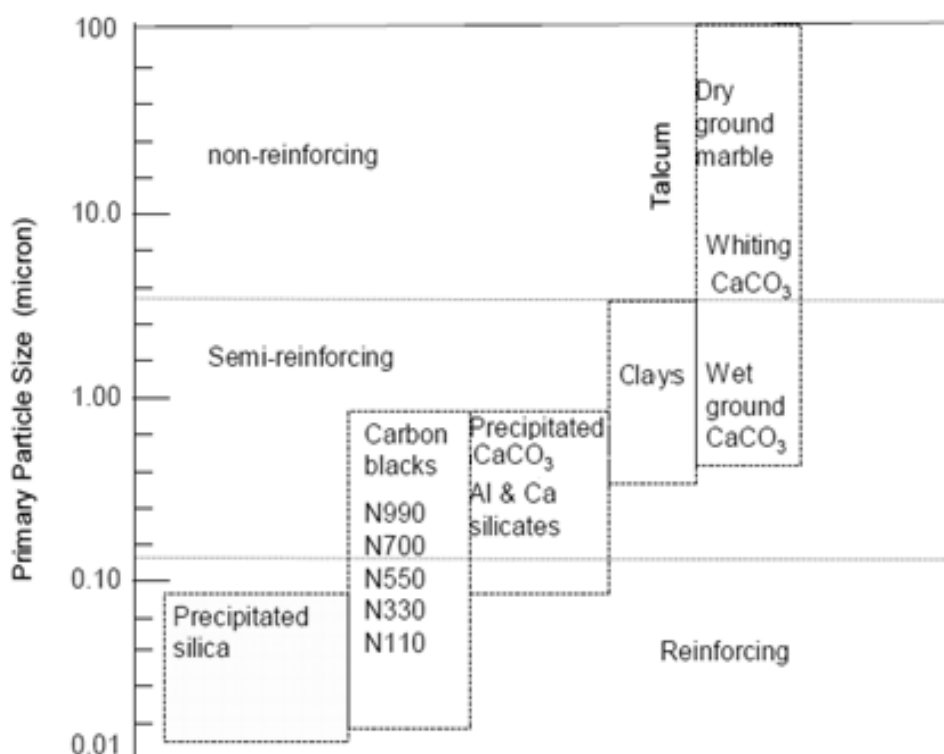 Primary Particle Size (micron)
100
10.0
1.00
0.10
0.01
non-reinforcing
Semi-reinforcing
Reinforcing
Precipitated
silica
Carbon
blacks
N990
N700
N550
N330
N110
Precipitated
CaCO₃
Al & Ca
silicates
Clays
Talcum
Dry
ground
marble
Whiting
CaCO₃
Wet
ground
CaCO₃